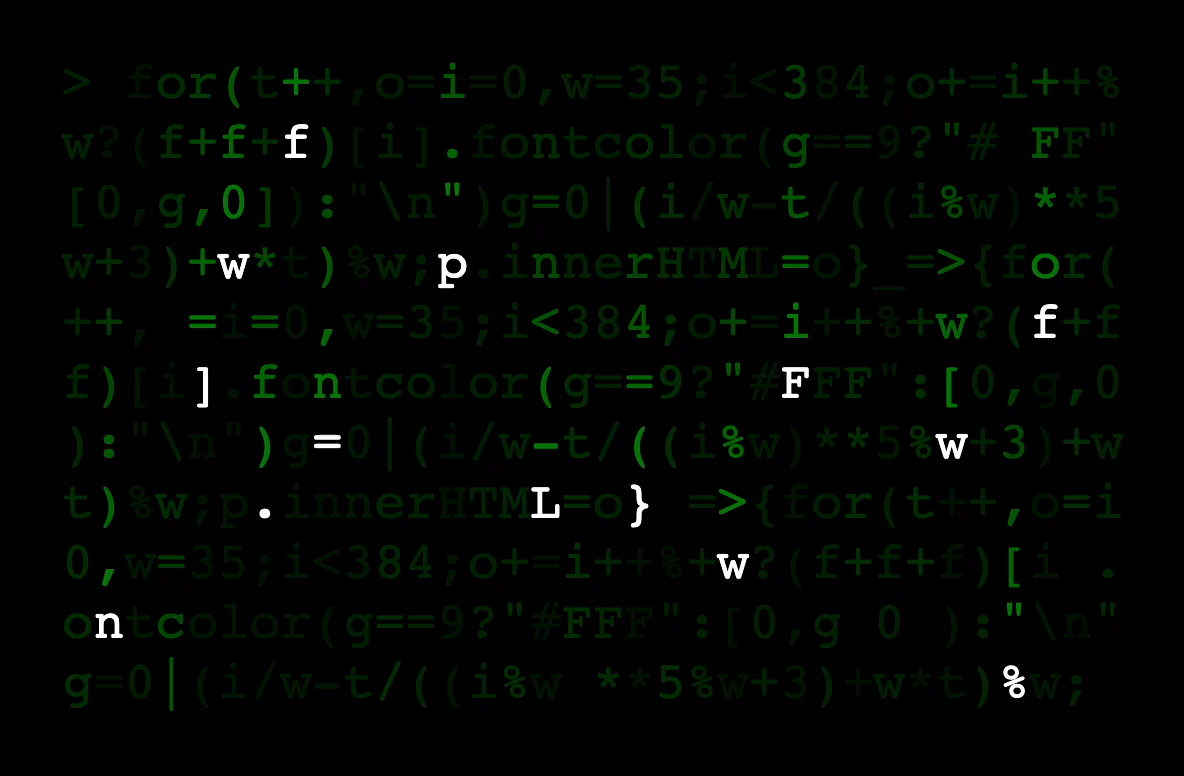 > for(t++,o=i=0,w=35;i<384;o+=i++%
w?(f+f+f)[i].fontcolor(g==9?"# FF"
[0,g,0]):"\n")g=0|(i/w-t/((i%w)**5
w+3)+w*t)%w;p.innerHTML=o}_=>{for(
++, =i=0,w=35;i<384;o+=i++%+w?(f+f
f)[i].fontcolor(g==9?"#FFF":[0,g,0
):"\n")g=0|(i/w-t/((i%w)**5%w+3)+w
t)%w;p.innerHTML=o} =>{for(t++,o=i
0,w=35;i<384;o+=i++%+w?(f+f+f)[i .
ontcolor(g==9?"#FFF":[0,g 0 ):"\n"
g=0|(i/w-t/((i%w **5%w+3)+w*t)%w;